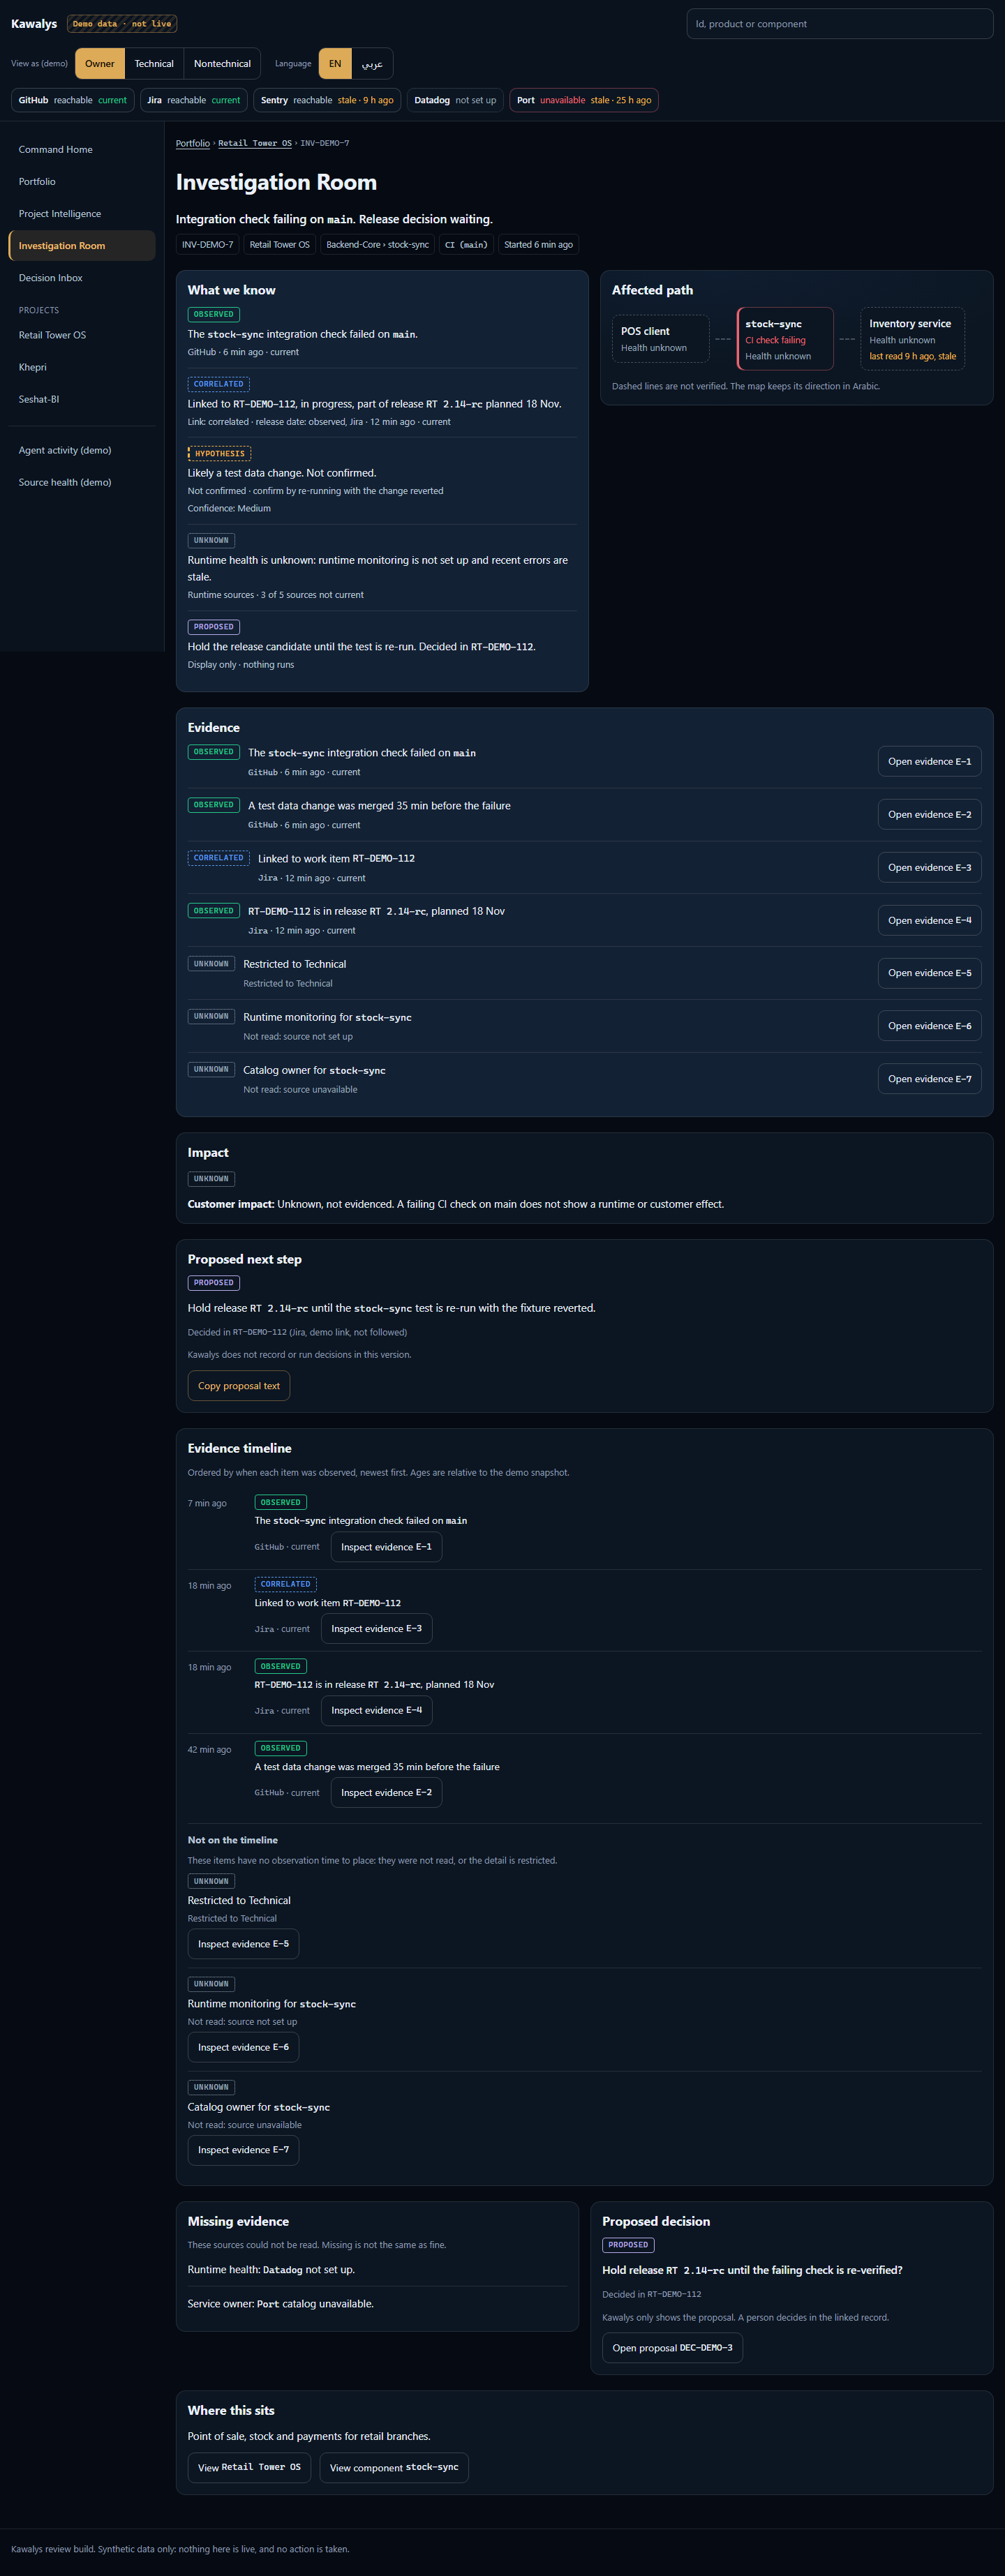 Kawalys
Demo data · not live
Id, product or component
View as (demo)
Owner
Technical
Nontechnical
Language
EN
عربي
GitHub reachable current
Jira reachable current
Sentry reachable stale · 9 h ago
Datadog not set up
Port unavailable stale · 25 h ago
Command Home
Portfolio
Project Intelligence
Investigation Room
Decision Inbox
PROJECTS
Retail Tower OS
Khepri
Seshat-BI
Agent activity (demo)
Source health (demo)
Portfolio › Retail Tower OS › INV-DEMO-7
Investigation Room
Integration check failing on main. Release decision waiting.
INV-DEMO-7
Retail Tower OS
Backend-Core › stock-sync
CI (main)
Started 6 min ago
What we know
OBSERVED
The stock-sync integration check failed on main.
GitHub · 6 min ago · current
CORRELATED
Linked to RT-DEMO-112, in progress, part of release RT 2.14-rc planned 18 Nov.
Link: correlated · release date: observed, Jira · 12 min ago · current
HYPOTHESIS
Likely a test data change. Not confirmed.
Not confirmed · confirm by re-running with the change reverted
Confidence: Medium
UNKNOWN
Runtime health is unknown: runtime monitoring is not set up and recent errors are
stale.
Runtime sources · 3 of 5 sources not current
PROPOSED
Hold the release candidate until the test is re-run. Decided in RT-DEMO-112.
Display only · nothing runs
Affected path
POS client
Health unknown
stock-sync
CI check failing
Health unknown
Inventory service
Health unknown
last read 9 h ago, stale
Dashed lines are not verified. The map keeps its direction in Arabic.
Evidence
OBSERVED
The stock-sync integration check failed on main
GitHub · 6 min ago · current
Open evidence E-1
OBSERVED
A test data change was merged 35 min before the failure
GitHub · 6 min ago · current
Open evidence E-2
CORRELATED
Linked to work item RT-DEMO-112
Jira · 12 min ago · current
Open evidence E-3
OBSERVED
RT-DEMO-112 is in release RT 2.14-rc, planned 18 Nov
Jira · 12 min ago · current
Open evidence E-4
UNKNOWN
Restricted to Technical
Restricted to Technical
Open evidence E-5
UNKNOWN
Runtime monitoring for stock-sync
Not read: source not set up
Open evidence E-6
UNKNOWN
Catalog owner for stock-sync
Not read: source unavailable
Open evidence E-7
Impact
UNKNOWN
Customer impact: Unknown, not evidenced. A failing CI check on main does not show a runtime or customer effect.
Proposed next step
PROPOSED
Hold release RT 2.14-rc until the stock-sync test is re-run with the fixture reverted.
Decided in RT-DEMO-112 (Jira, demo link, not followed)
Kawalys does not record or run decisions in this version.
Copy proposal text
Evidence timeline
Ordered by when each item was observed, newest first. Ages are relative to the demo snapshot.
7 min ago
OBSERVED
The stock-sync integration check failed on main
GitHub · current
Inspect evidence E-1
18 min ago
CORRELATED
Linked to work item RT-DEMO-112
Jira · current
Inspect evidence E-3
18 min ago
OBSERVED
RT-DEMO-112 is in release RT 2.14-rc, planned 18 Nov
Jira · current
Inspect evidence E-4
42 min ago
OBSERVED
A test data change was merged 35 min before the failure
GitHub · current
Inspect evidence E-2
Not on the timeline
These items have no observation time to place: they were not read, or the detail is restricted.
UNKNOWN
Restricted to Technical
Restricted to Technical
Inspect evidence E-5
UNKNOWN
Runtime monitoring for stock-sync
Not read: source not set up
Inspect evidence E-6
UNKNOWN
Catalog owner for stock-sync
Not read: source unavailable
Inspect evidence E-7
Missing evidence
These sources could not be read. Missing is not the same as fine.
Runtime health: Datadog not set up.
Service owner: Port catalog unavailable.
Proposed decision
PROPOSED
Hold release RT 2.14-rc until the failing check is re-verified?
Decided in RT-DEMO-112
Kawalys only shows the proposal. A person decides in the linked record.
Open proposal DEC-DEMO-3
Where this sits
Point of sale, stock and payments for retail branches.
View Retail Tower OS
View component stock-sync
Kawalys review build. Synthetic data only: nothing here is live, and no action is taken.